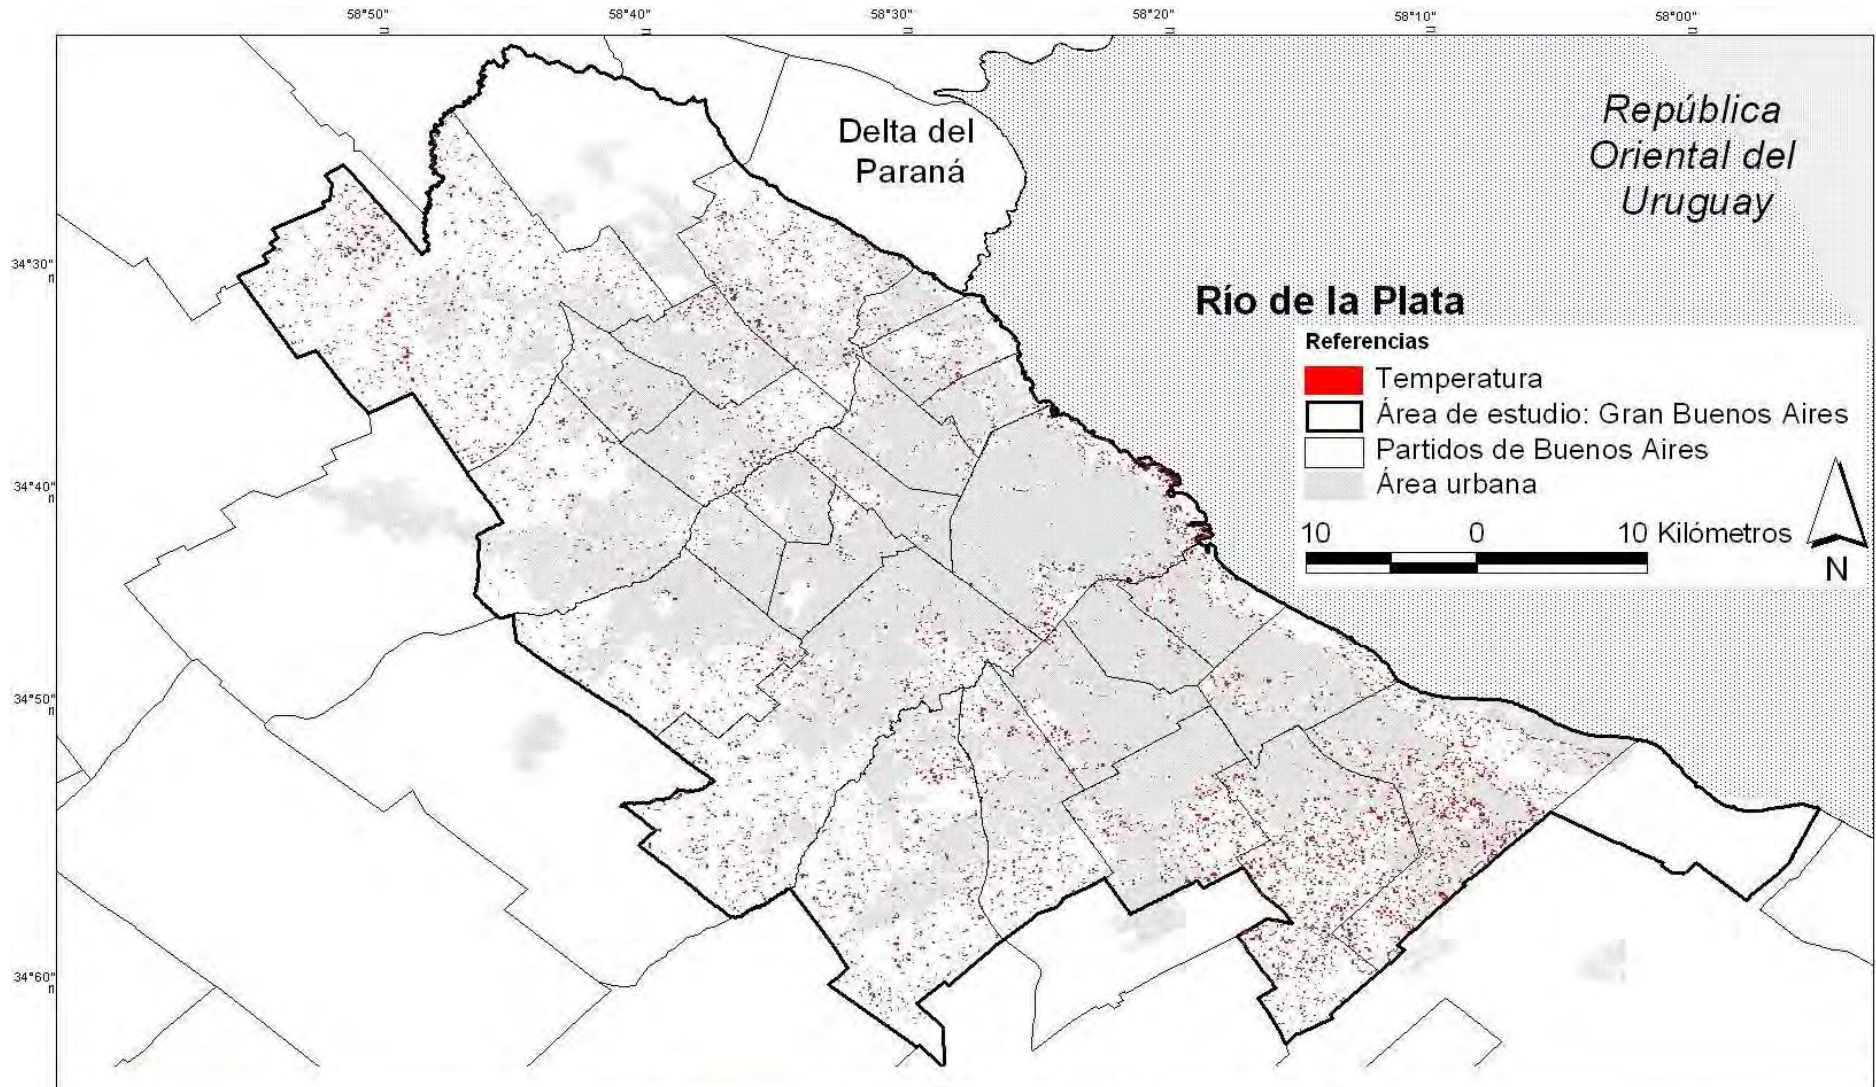 58°50" 58°40" 58°30" 58°20" 58°10" 58°00"
República
Oriental del
Uruguay
Delta del
Paraná
34°30"
Río de la Plata
Referencias
Temperatura
Área de estudio: Gran Buenos Aires
Partidos de Buenos Aires
Área urbana
34°40"
10 0 10 Kilómetros
N
34°50"
34°60"